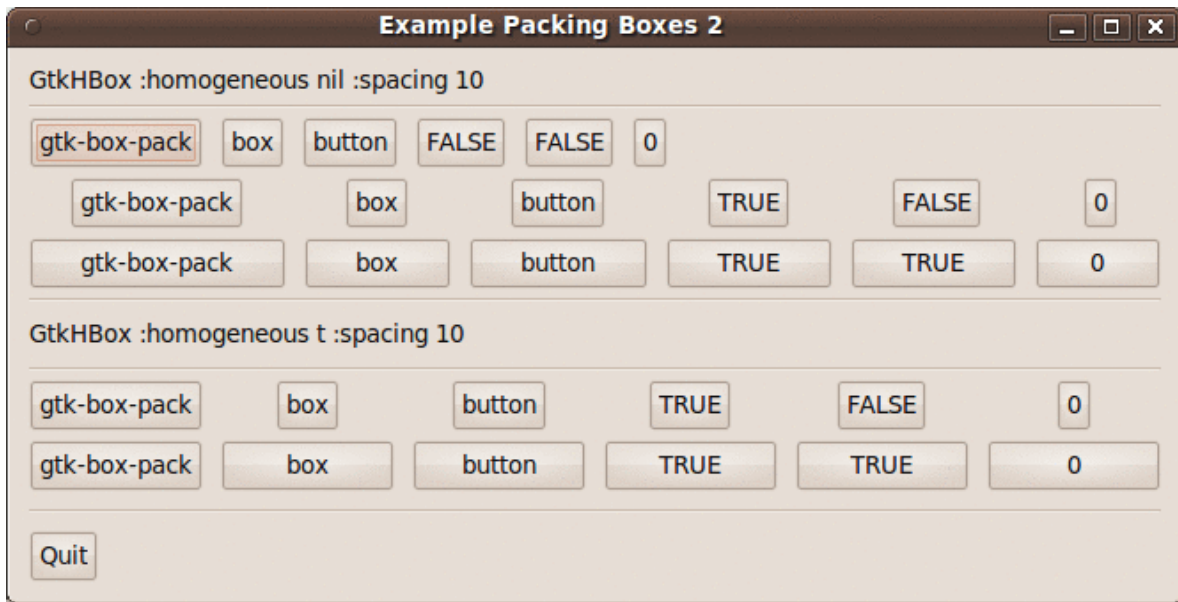 Example Packing Boxes 2
GtkHBox :homogeneous nil :spacing 10
gtk-box-pack box button FALSE FALSE 0
gtk-box-pack box button TRUE FALSE 0
gtk-box-pack box button TRUE TRUE 0
GtkHBox :homogeneous t :spacing 10
gtk-box-pack box button TRUE FALSE 0
gtk-box-pack box button TRUE TRUE 0
Quit